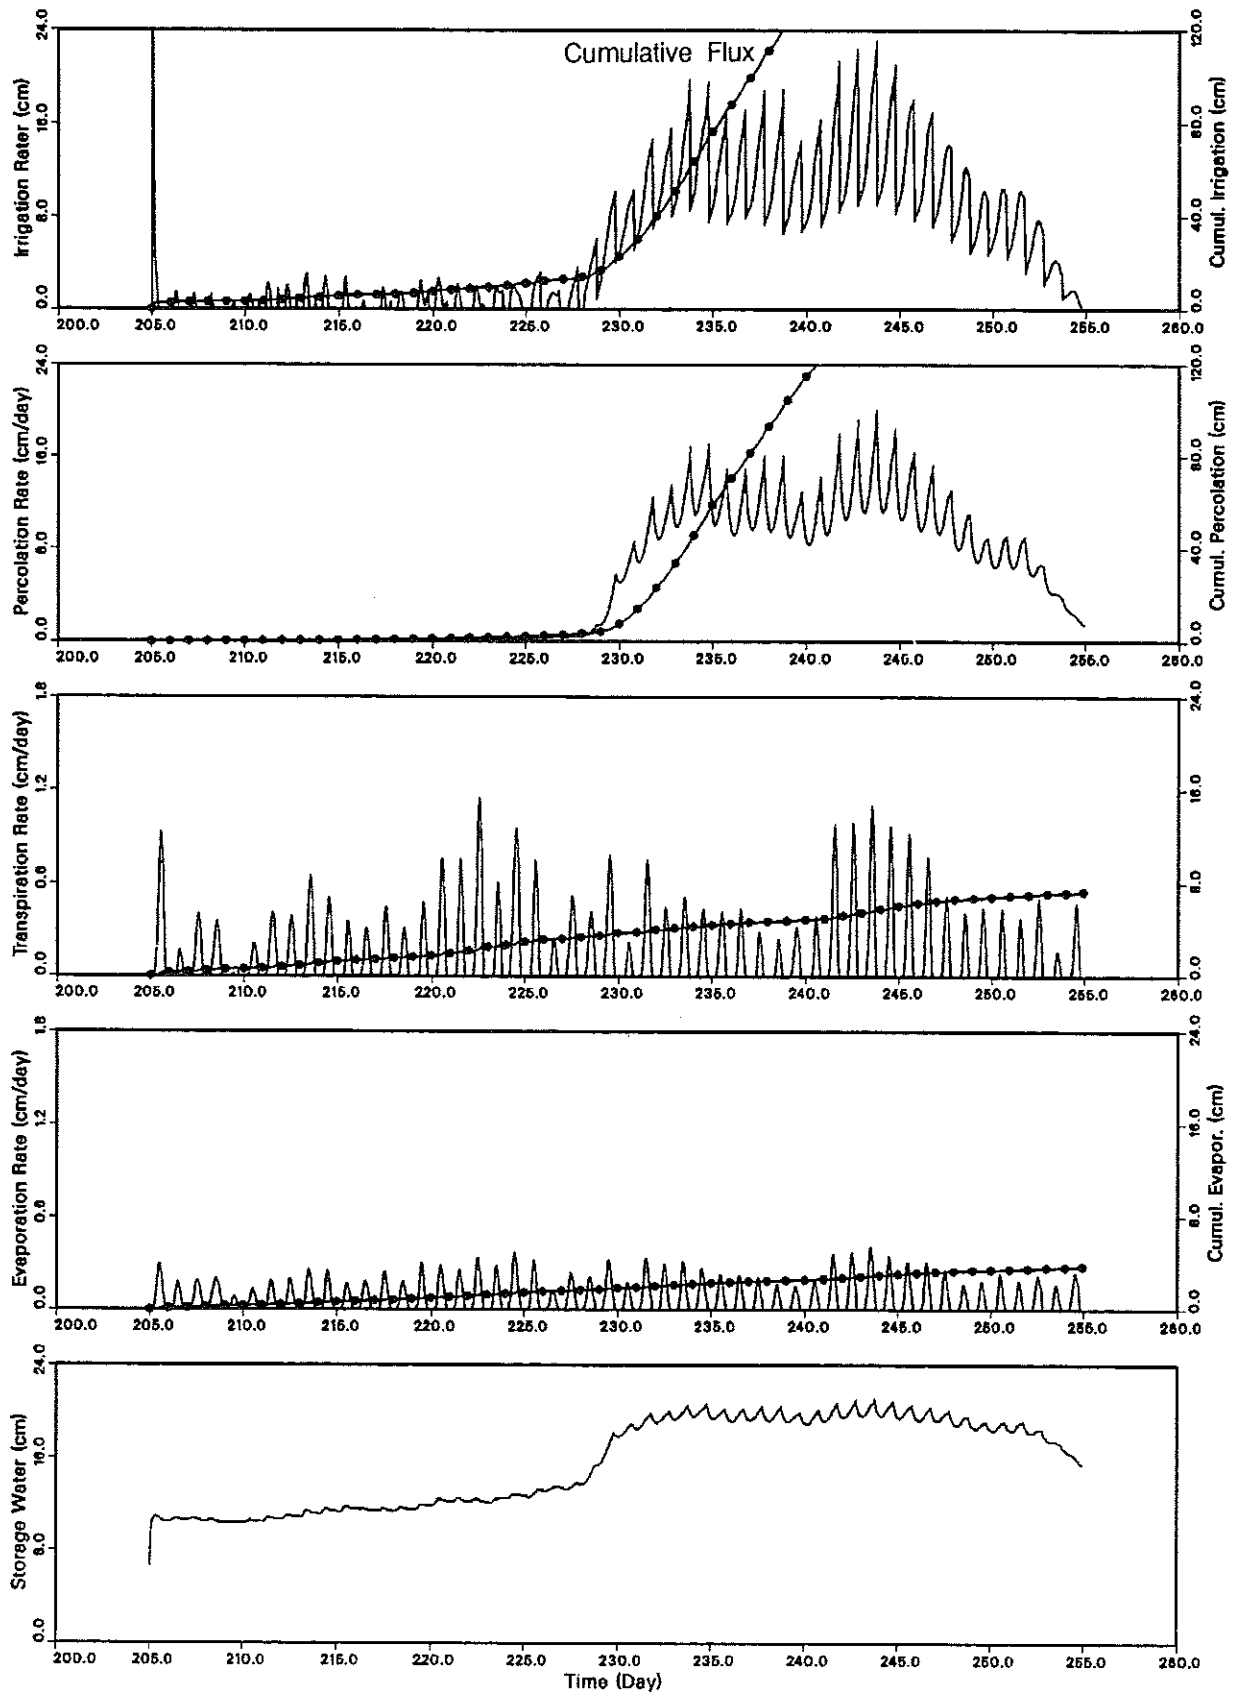 24.0
16.0
8.0
0.0
Irrigation Rater (cm)
Cumulative Flux
120.0
80.0
40.0
0.0
Cumul. Irrigation (cm)
200.0 205.0 210.0 215.0 220.0 225.0 230.0 235.0 240.0 245.0 250.0 255.0 260.0
24.0
16.0
8.0
0.0
Percolation Rate (cm/day)
120.0
80.0
40.0
0.0
Cumul. Percolation (cm)
200.0 205.0 210.0 215.0 220.0 225.0 230.0 235.0 240.0 245.0 250.0 255.0 260.0
1.8
1.2
0.6
0.0
Transpiration Rate (cm/day)
24.0
16.0
8.0
0.0
200.0 205.0 210.0 215.0 220.0 225.0 230.0 235.0 240.0 245.0 250.0 255.0 260.0
1.8
1.2
0.6
0.0
Evaporation Rate (cm/day)
24.0
16.0
8.0
0.0
Cumul. Evapor. (cm)
200.0 205.0 210.0 215.0 220.0 225.0 230.0 235.0 240.0 245.0 250.0 255.0 260.0
24.0
16.0
8.0
0.0
Storage Water (cm)
200.0 205.0 210.0 215.0 220.0 225.0 230.0 235.0 240.0 245.0 250.0 255.0 260.0
Time (Day)